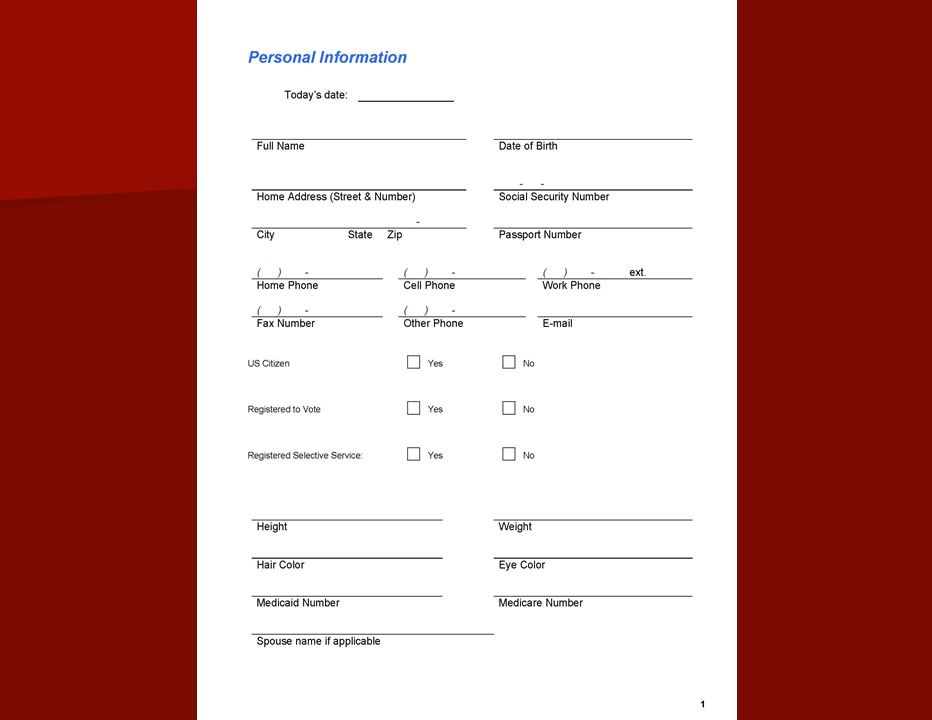 Personal Information
Today's date:
Full Name Date of Birth
- -
Home Address (Street & Number) Social Security Number
-
City State Zip Passport Number
( ) - ( ) - ( ) - ext.
Home Phone Cell Phone Work Phone
( ) - ( ) -
Fax Number Other Phone E-mail
US Citizen Yes No
Registered to Vote Yes No
Registered Selective Service: Yes No
Height Weight
Hair Color Eye Color
Medicaid Number Medicare Number
Spouse name if applicable
1